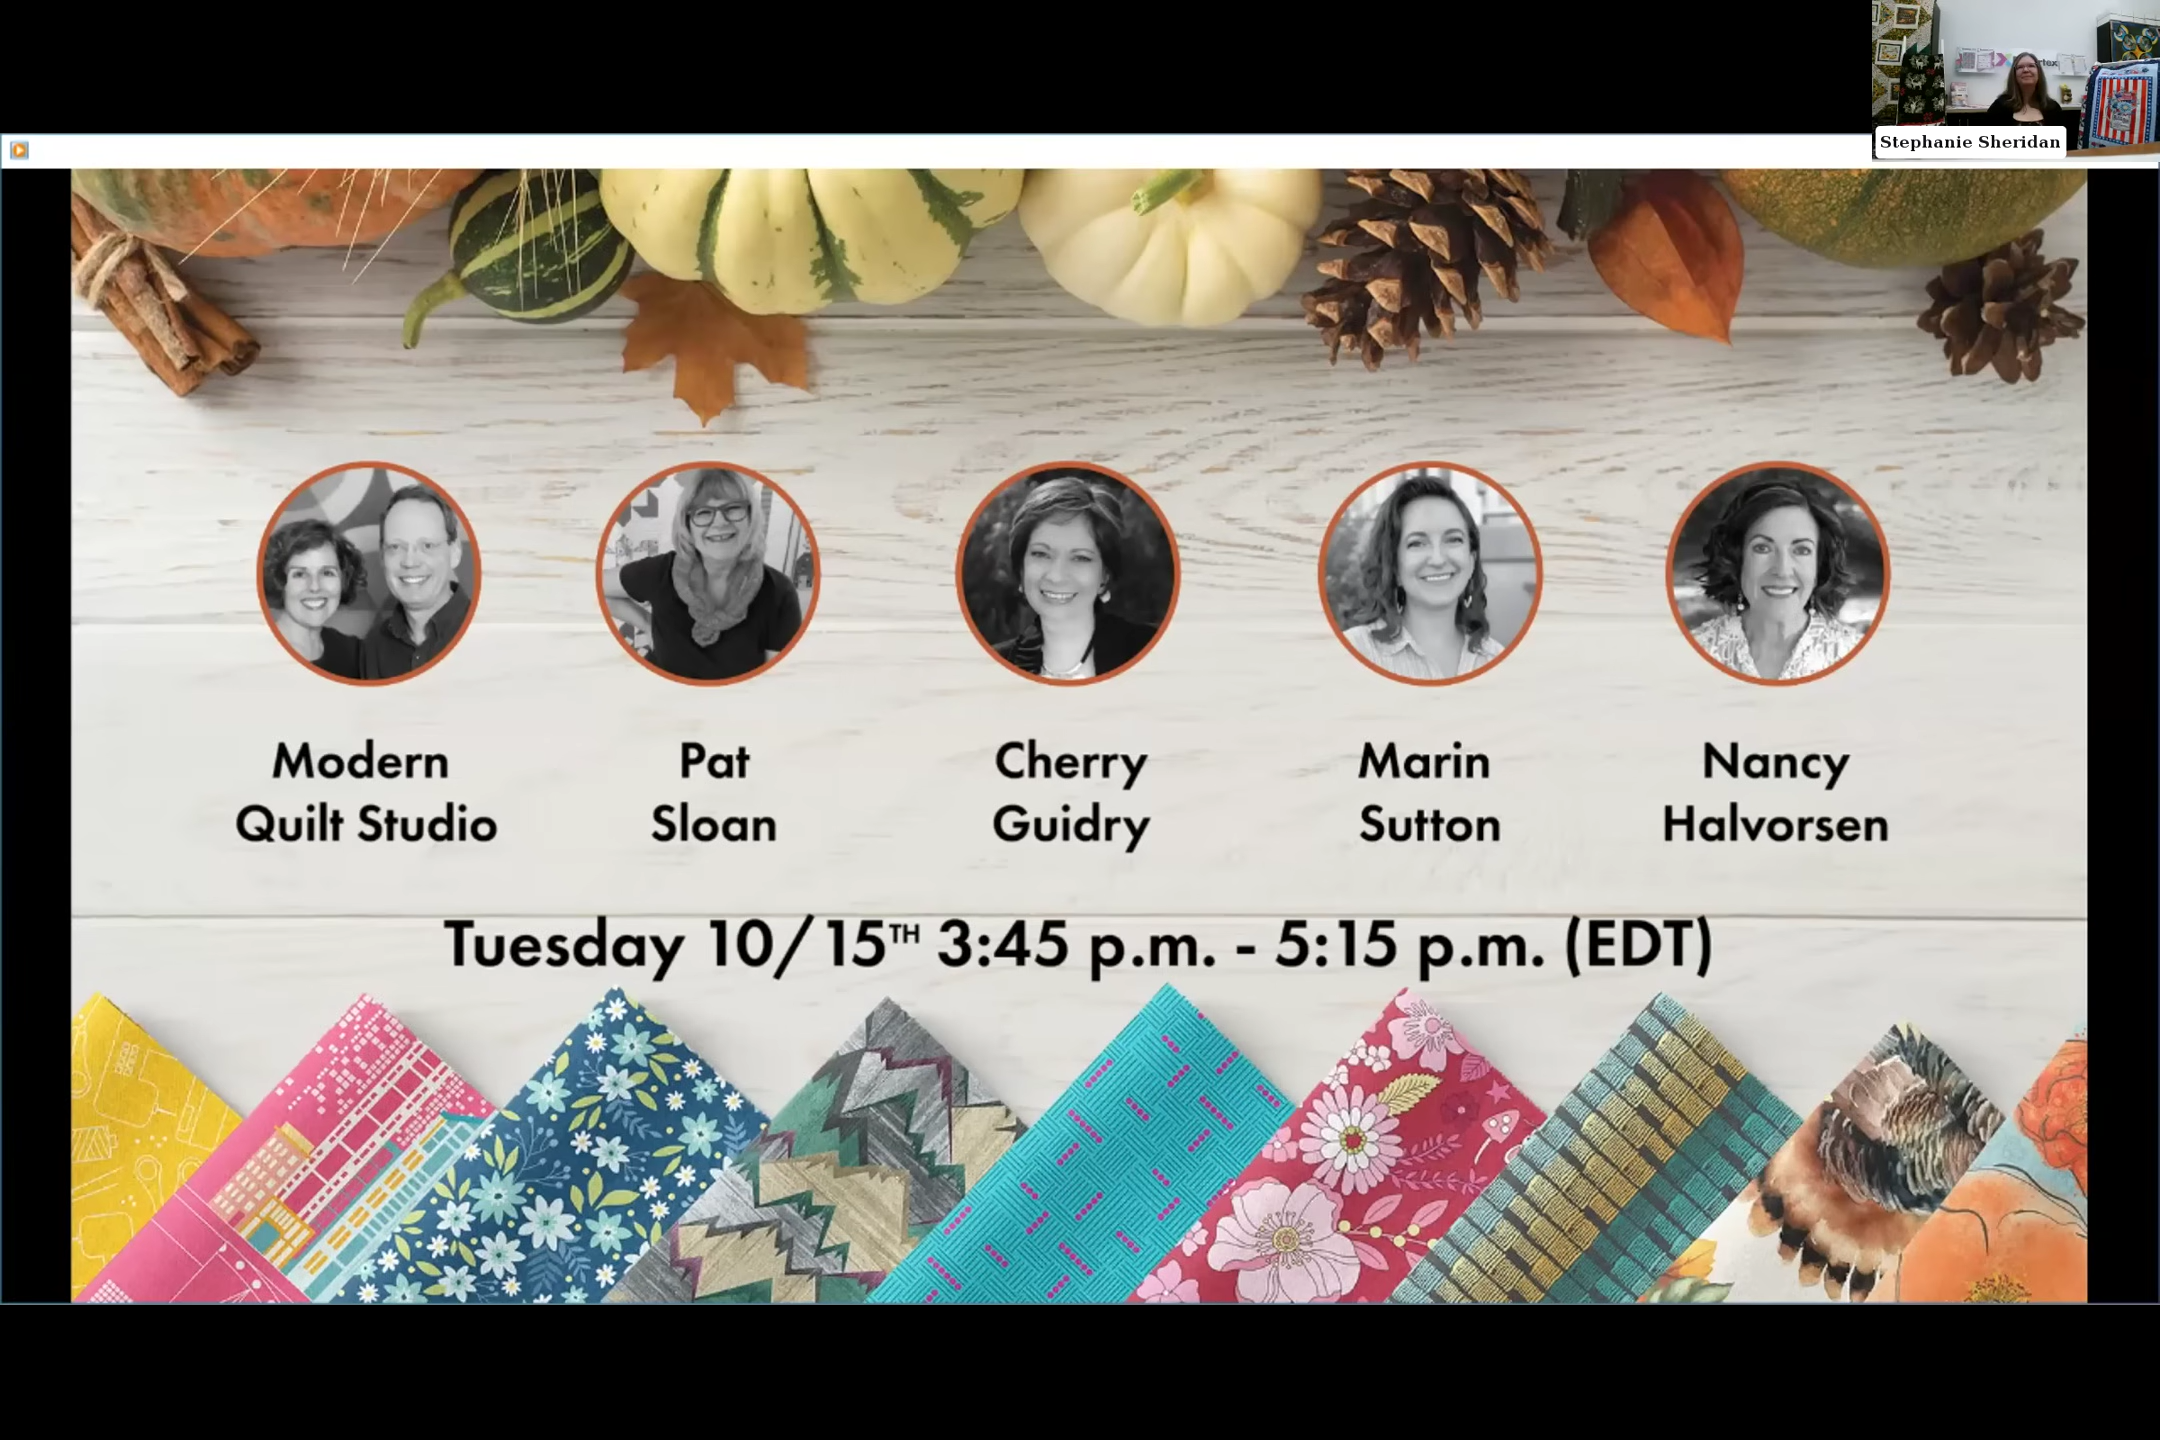 Stephanie Sheridan
Modern
Quilt Studio
Pat
Sloan
Cherry
Guidry
Marin
Sutton
Nancy
Halvorsen
Tuesday 10/15TH 3:45 p.m. - 5:15 p.m. (EDT)